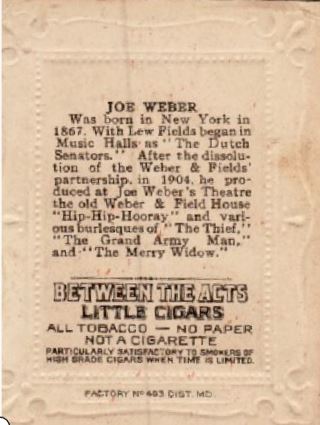 JOE WEBER
Was born in New York in
1867. With Lew Fields began in
Music Halls as "The Dutch
Senators." After the dissolu-
tion of the Weber & Fields'
partnership, in 1904, he pro-
duced at Joe Weber's Theatre
the old Weber & Field House
"Hip-Hip-Hooray" and vari-
ous burlesques of "The Thief,"
"The Grand Army Man,"
and "The Merry Widow."
BETWEEN THE ACTS
LITTLE CIGARS
ALL TOBACCO — NO PAPER
NOT A CIGARETTE
PARTICULARLY SATISFACTORY TO SMOKERS OF
HIGH GRADE CIGARS WHEN TIME IS LIMITED.
FACTORY No 493 DIST. MD.